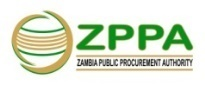 ZPPA
ZAMBIA PUBLIC PROCUREMENT AUTHORITY